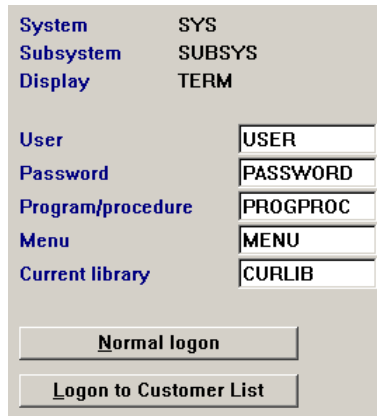 System SYS
Subsystem SUBSYS
Display TERM
User USER
Password PASSWORD
Program/procedure PROGPROC
Menu MENU
Current library CURLIB
Normal logon
Logon to Customer List